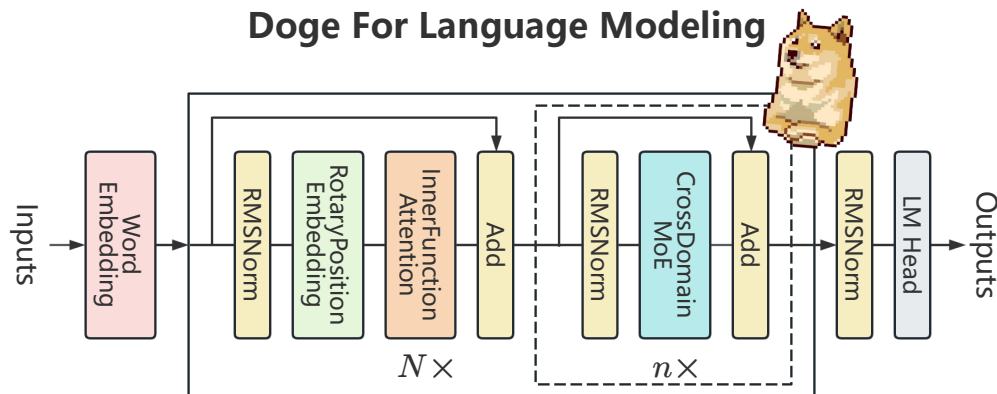 Doge For Language Modeling
Inputs
Word
Embedding
RMSNorm
RotaryPosition
Embedding
InnerFunction
Attention
Add
N ×
RMSNorm
CrossDomain
MoE
Add
n ×
RMSNorm
LM Head
Outputs